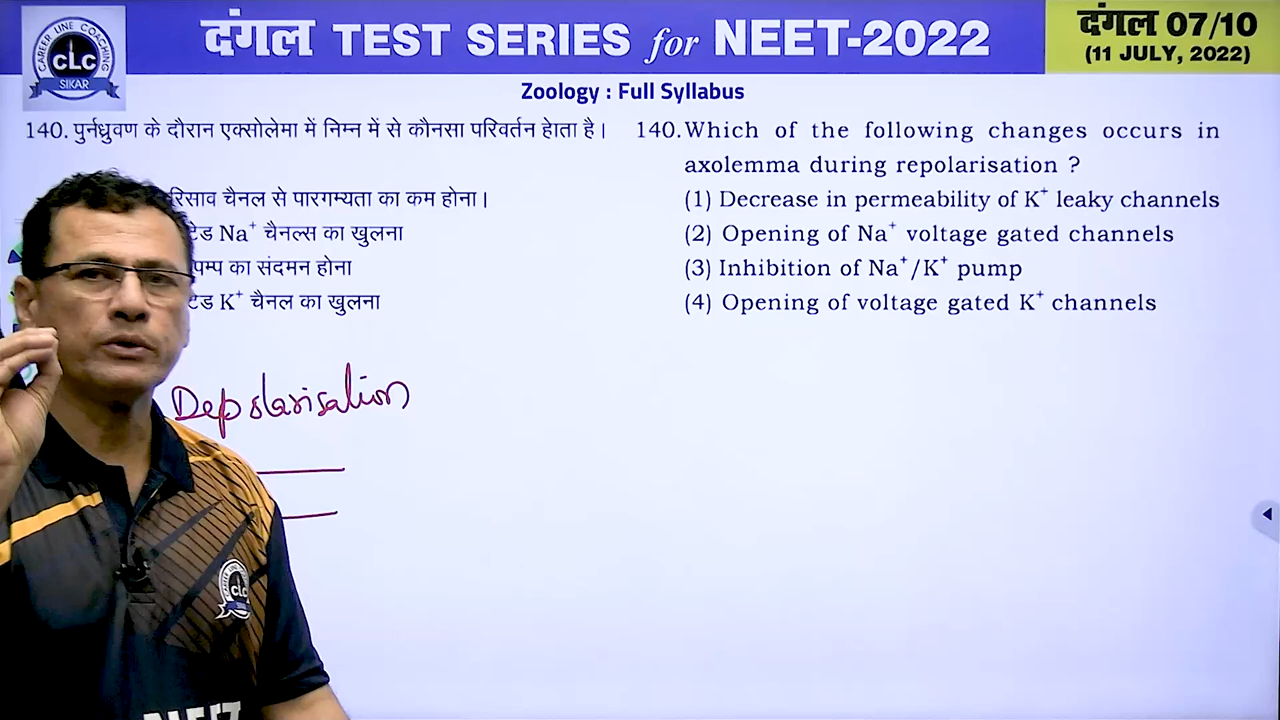 CAREER LINE COACHING
CLC
SIKAR
दंगल TEST SERIES for NEET-2022
दंगल 07/10
(11 JULY, 2022)
Zoology : Full Syllabus
140. पुर्नध्रुवण के दौरान एक्सोलेमा में निम्न में से कौनसा परिवर्तन हेाता है।
चैनल से पारगम्यता का कम होना।
Na⁺ चैनल्स का खुलना
पम्प का संदमन होना
K⁺ चैनल का खुलना
140. Which of the following changes occurs in
axolemma during repolarisation ?
(1) Decrease in permeability of K⁺ leaky channels
(2) Opening of Na⁺ voltage gated channels
(3) Inhibition of Na⁺/K⁺ pump
(4) Opening of voltage gated K⁺ channels
Depolarisation
CLC
SIKAR